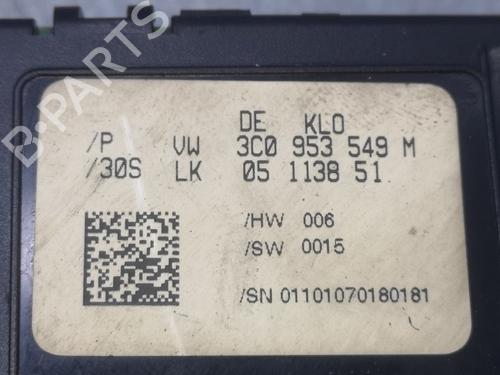 DE KLO
/P VW 3C0 953 549 M
/30S LK 05 1138 51
/HW 006
/SW 0015
/SN 01101070180181
B-PARTS